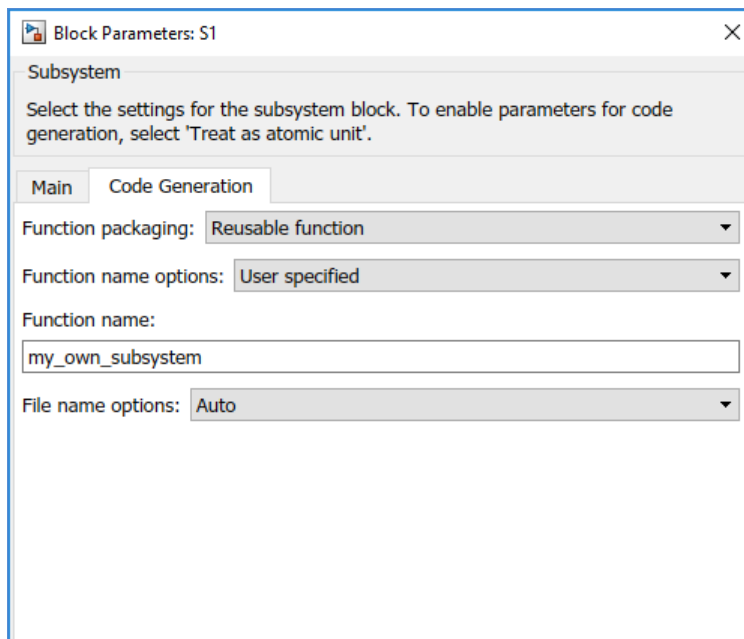 Block Parameters: S1
Subsystem
Select the settings for the subsystem block. To enable parameters for code
generation, select 'Treat as atomic unit'.
Main Code Generation
Function packaging: Reusable function
Function name options: User specified
Function name:
my_own_subsystem
File name options: Auto